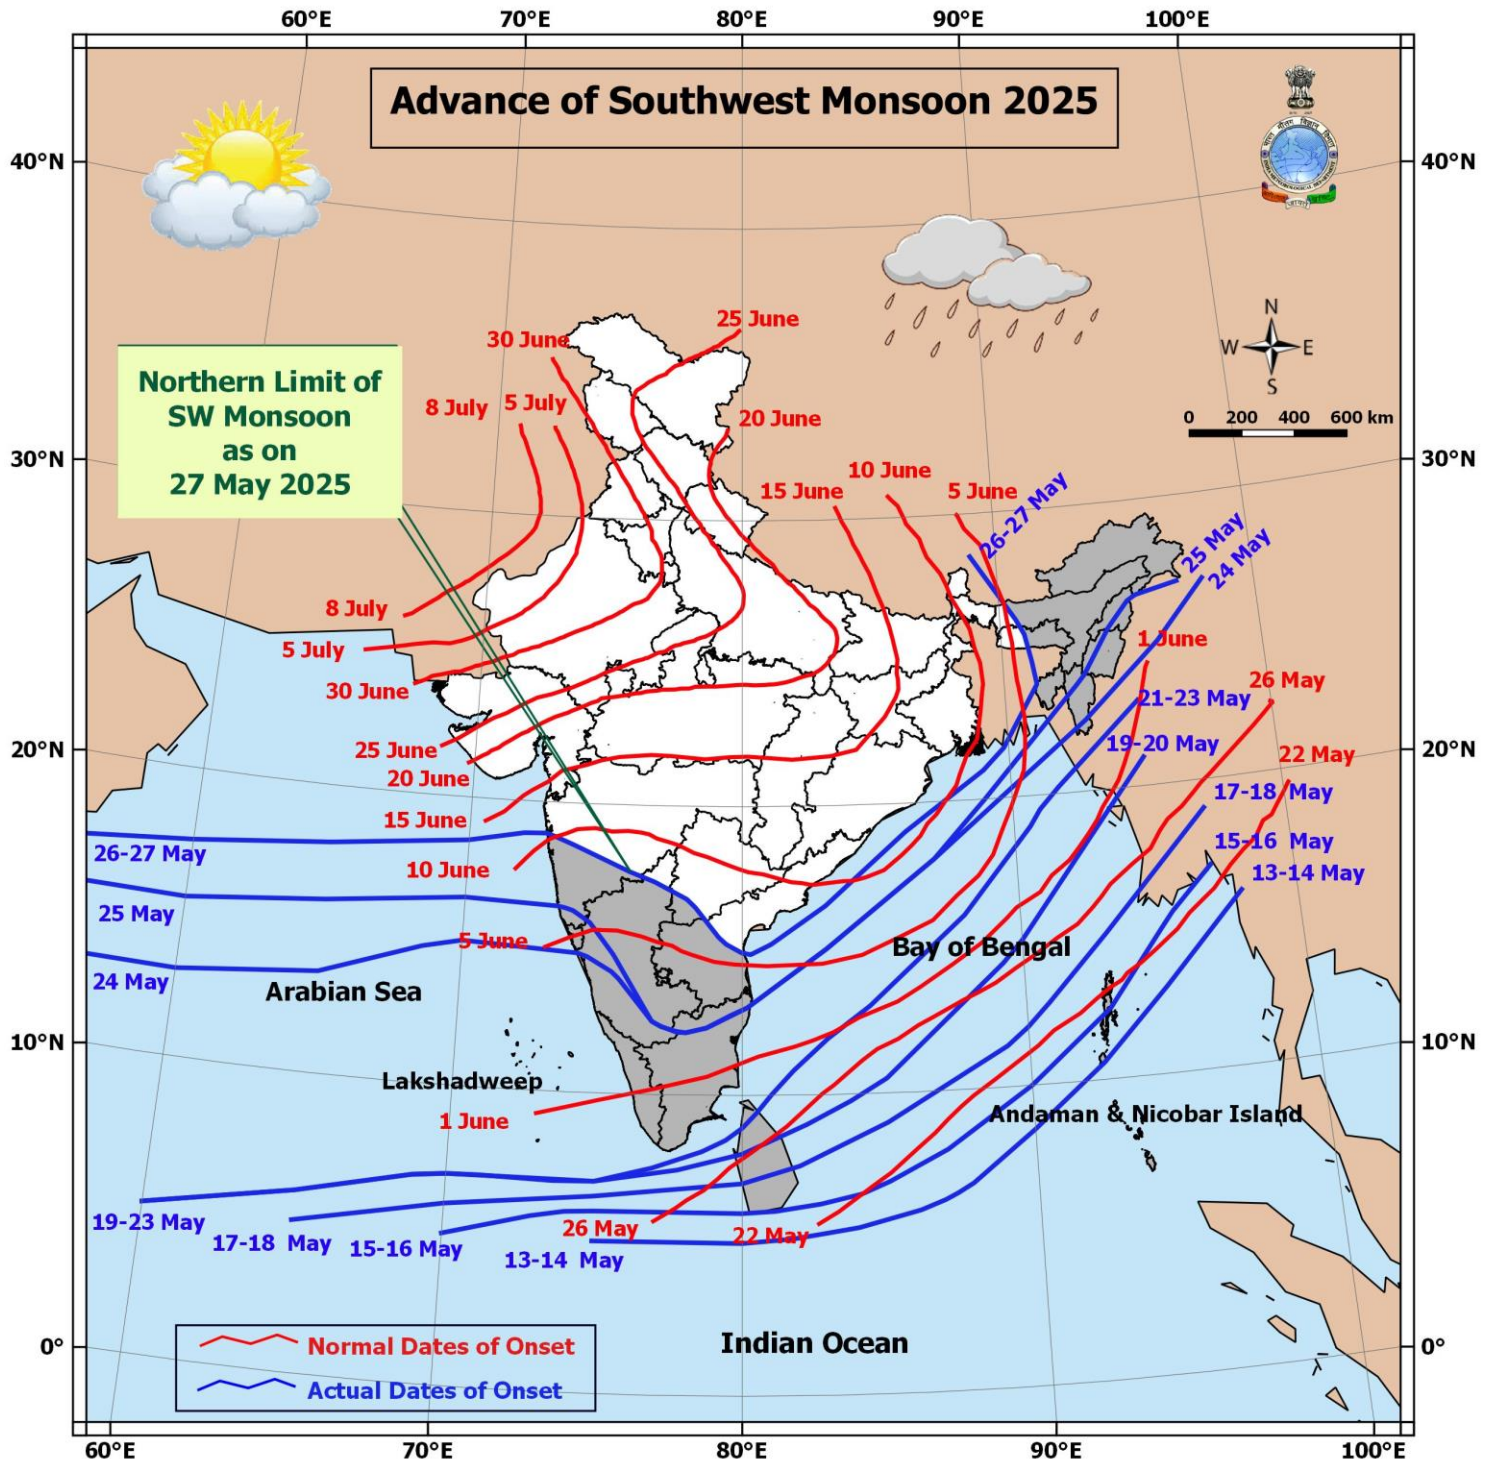 60°E
70°E
80°E
90°E
100°E
Advance of Southwest Monsoon 2025
40°N
40°N
N
W
E
S
25 June
30 June
Northern Limit of
SW Monsoon
as on
27 May 2025
8 July
5 July
20 June
0
200
400
600 km
30°N
30°N
10 June
15 June
5 June
26-27 May
25 May
24 May
8 July
5 July
30 June
1 June
26 May
21-23 May
25 June
20 June
19-20 May
22 May
20°N
20°N
15 June
17-18 May
26-27 May
15-16 May
10 June
13-14 May
25 May
5 June
Bay of Bengal
24 May
Arabian Sea
10°N
10°N
Lakshadweep
1 June
Andaman & Nicobar Island
19-23 May
17-18 May
15-16 May
13-14 May
26 May
22 May
Indian Ocean
0°
0°
Normal Dates of Onset
Actual Dates of Onset
60°E
70°E
80°E
90°E
100°E